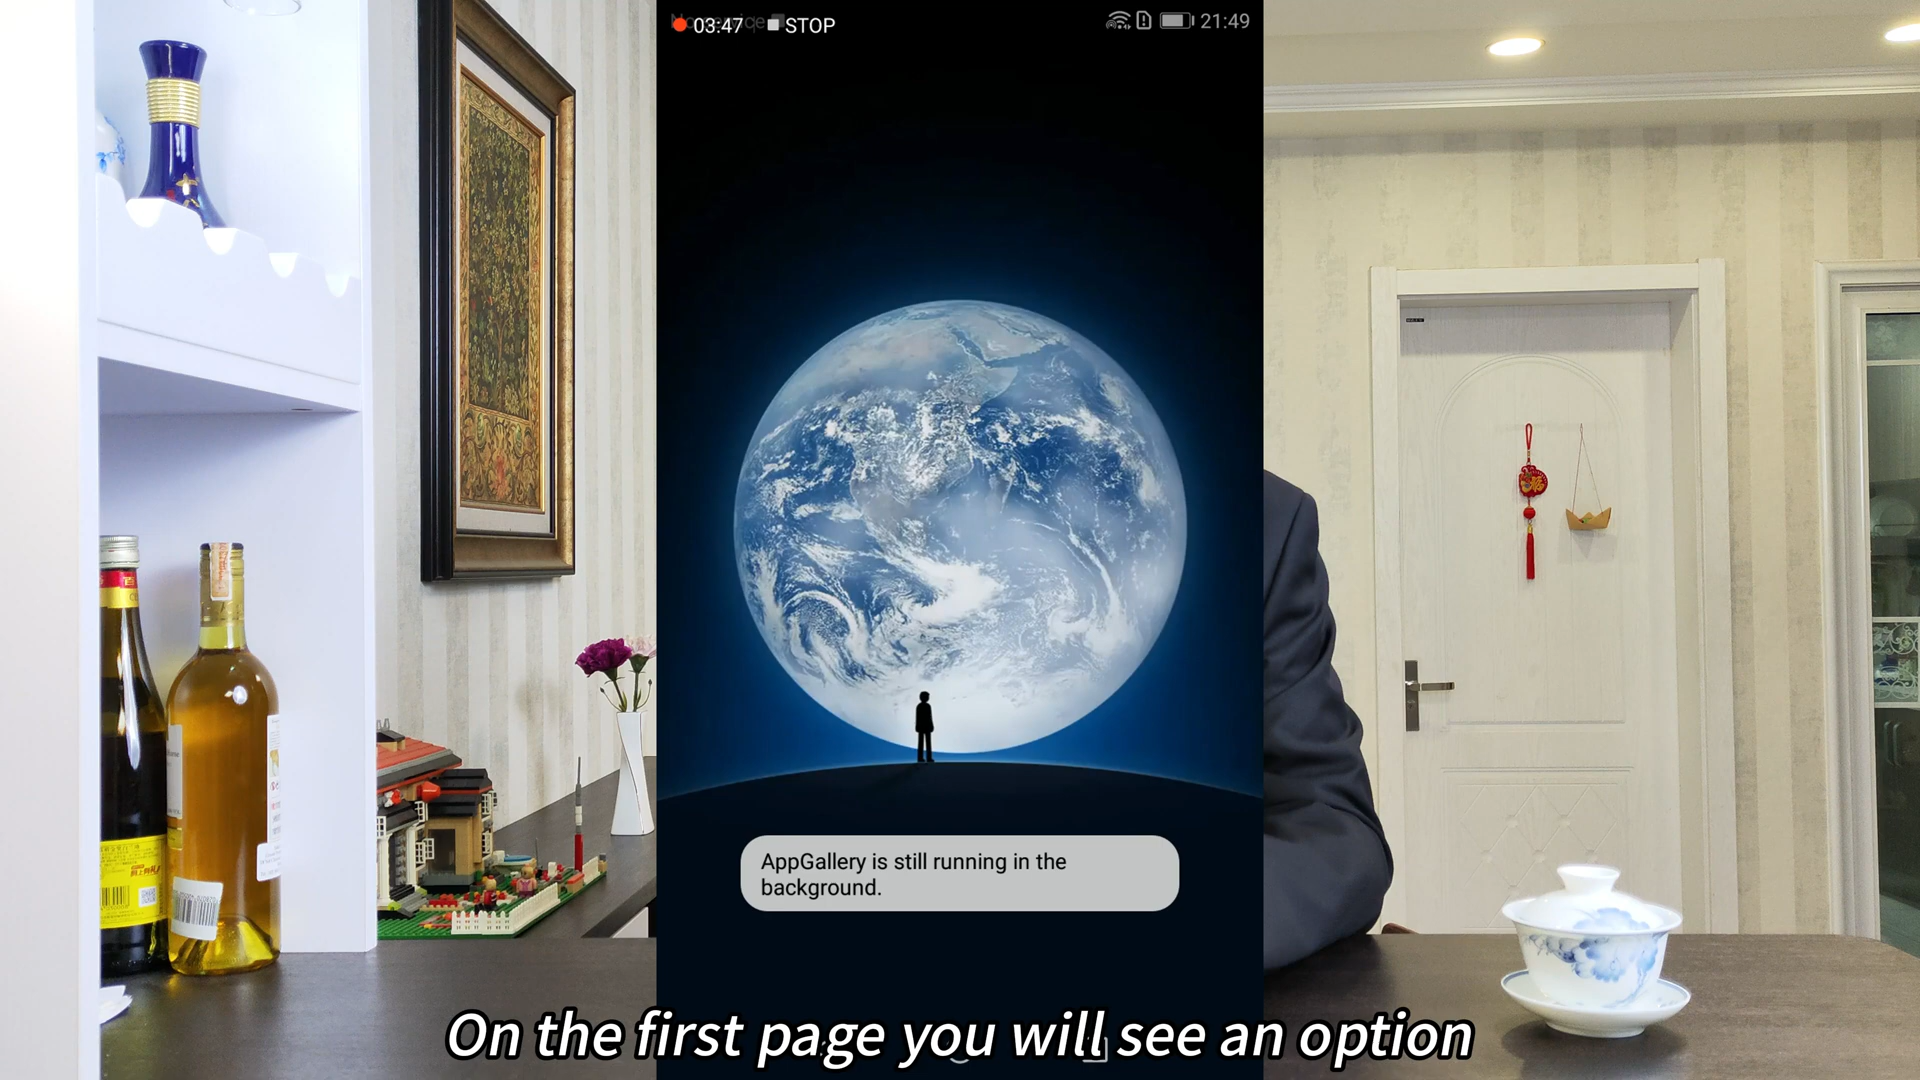 03:47 STOP
21:49
福
AppGallery is still running in the
background.
On the first page you will see an option